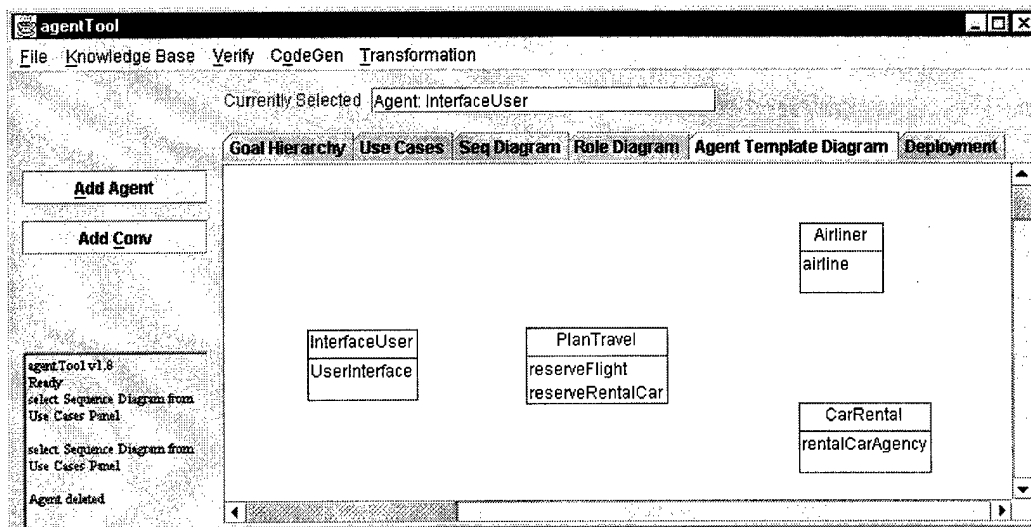 agentTool
File Knowledge Base Verify CodeGen Transformation
Currently Selected Agent: InterfaceUser
Goal Hierarchy Use Cases Seq Diagram Role Diagram Agent Template Diagram Deployment
Add Agent
Add Conv
Airliner
airline
InterfaceUser
UserInterface
PlanTravel
reserveFlight
reserveRentalCar
CarRental
rentalCarAgency
agentTool v1.8
Ready
select Sequence Diagram from
Use Cases Panel
select Sequence Diagram from
Use Cases Panel
Agent deleted